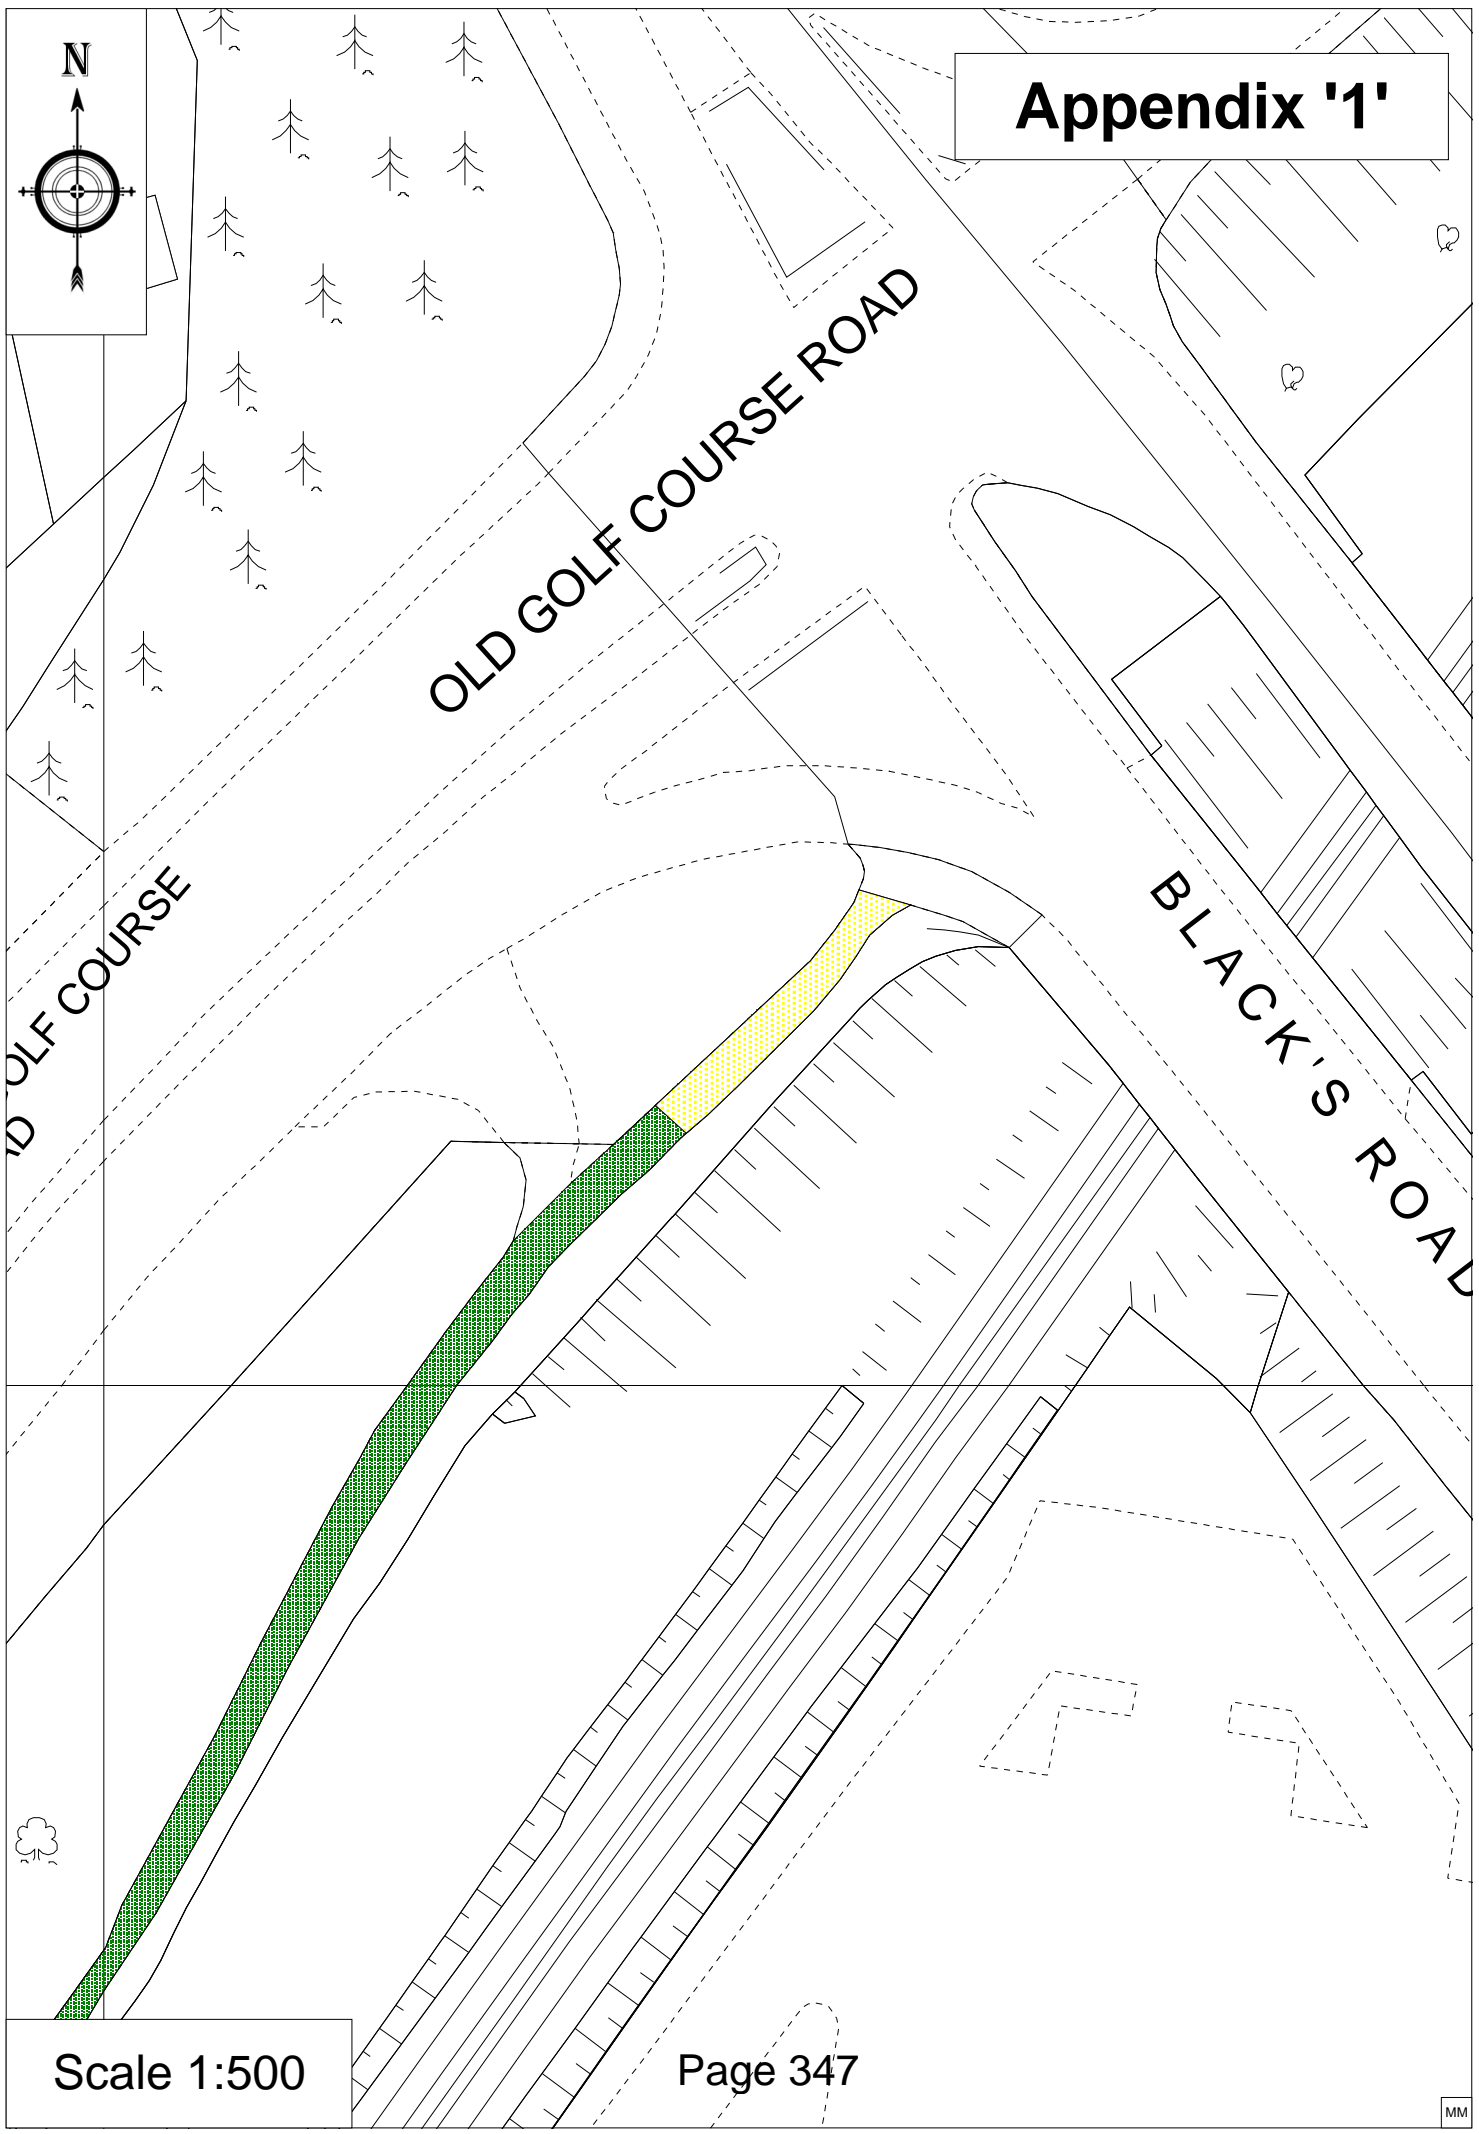 N
Appendix '1'
OLD GOLF COURSE ROAD
OLF COURSE
BLACK'S ROAD
Scale 1:500
Page 347
MM